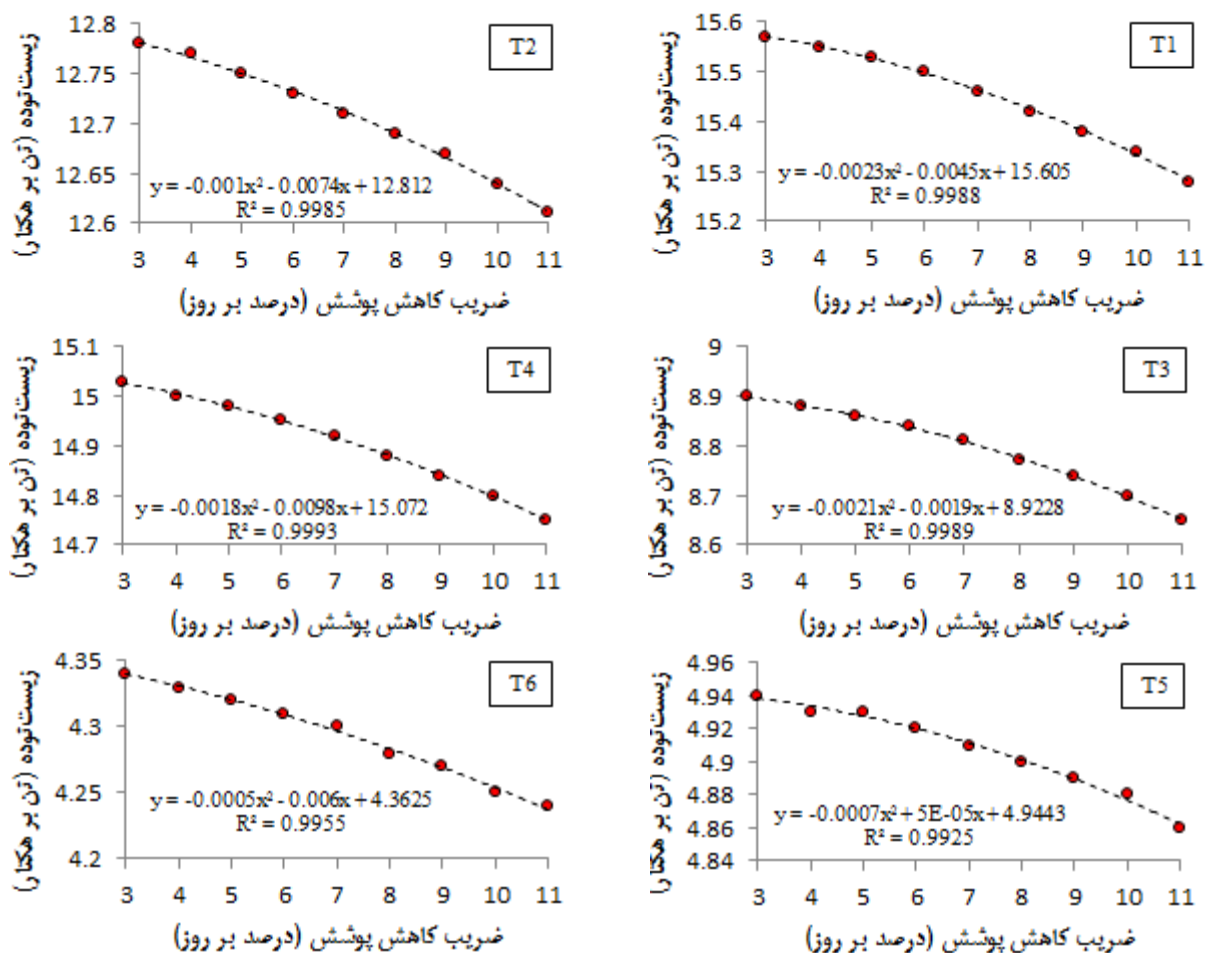 T2
زیست‌توده (تن بر هکتار)
12.8
12.75
12.7
12.65
12.6
y = -0.001x² - 0.0074x + 12.812
R² = 0.9985
3 4 5 6 7 8 9 10 11
ضریب کاهش پوشش (درصد بر روز)
T1
زیست‌توده (تن بر هکتار)
15.6
15.5
15.4
15.3
15.2
y = -0.0023x² - 0.0045x + 15.605
R² = 0.9988
3 4 5 6 7 8 9 10 11
ضریب کاهش پوشش (درصد بر روز)
T4
زیست‌توده (تن بر هکتار)
15.1
15
14.9
14.8
14.7
y = -0.0018x² - 0.0098x + 15.072
R² = 0.9993
3 4 5 6 7 8 9 10 11
ضریب کاهش پوشش (درصد بر روز)
T3
زیست‌توده (تن بر هکتار)
9
8.9
8.8
8.7
8.6
y = -0.0021x² - 0.0019x + 8.9228
R² = 0.9989
3 4 5 6 7 8 9 10 11
ضریب کاهش پوشش (درصد بر روز)
T6
زیست‌توده (تن بر هکتار)
4.35
4.3
4.25
4.2
y = -0.0005x² - 0.006x + 4.3625
R² = 0.9955
3 4 5 6 7 8 9 10 11
ضریب کاهش پوشش (درصد بر روز)
T5
زیست‌توده (تن بر هکتار)
4.96
4.94
4.92
4.9
4.88
4.86
4.84
y = -0.0007x² + 5E-05x + 4.9443
R² = 0.9925
3 4 5 6 7 8 9 10 11
ضریب کاهش پوشش (درصد بر روز)